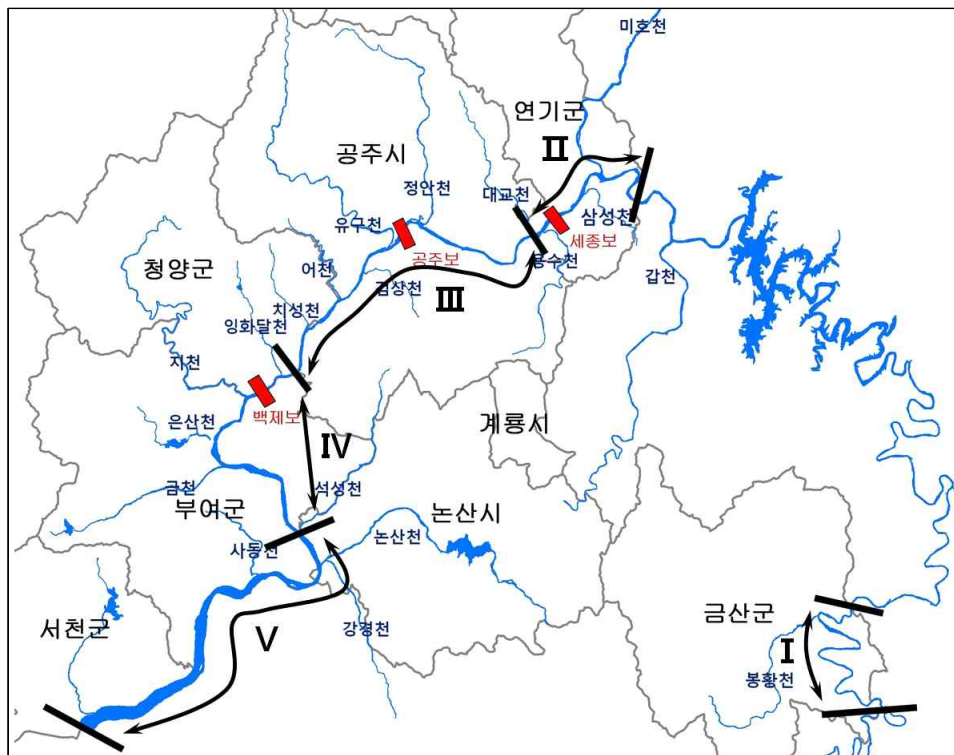 미호천
연기군
II
공주시
정안천
대교천
삼성천
유구천
세종보
공주보
용수천
어천
갑천
청양군
검상천
III
치성천
잉화달천
지천
백제보
계룡시
은산천
IV
석성천
금천
부여군
논산시
논산천
사동천
금산군
서천군
강경천
V
I
봉황천